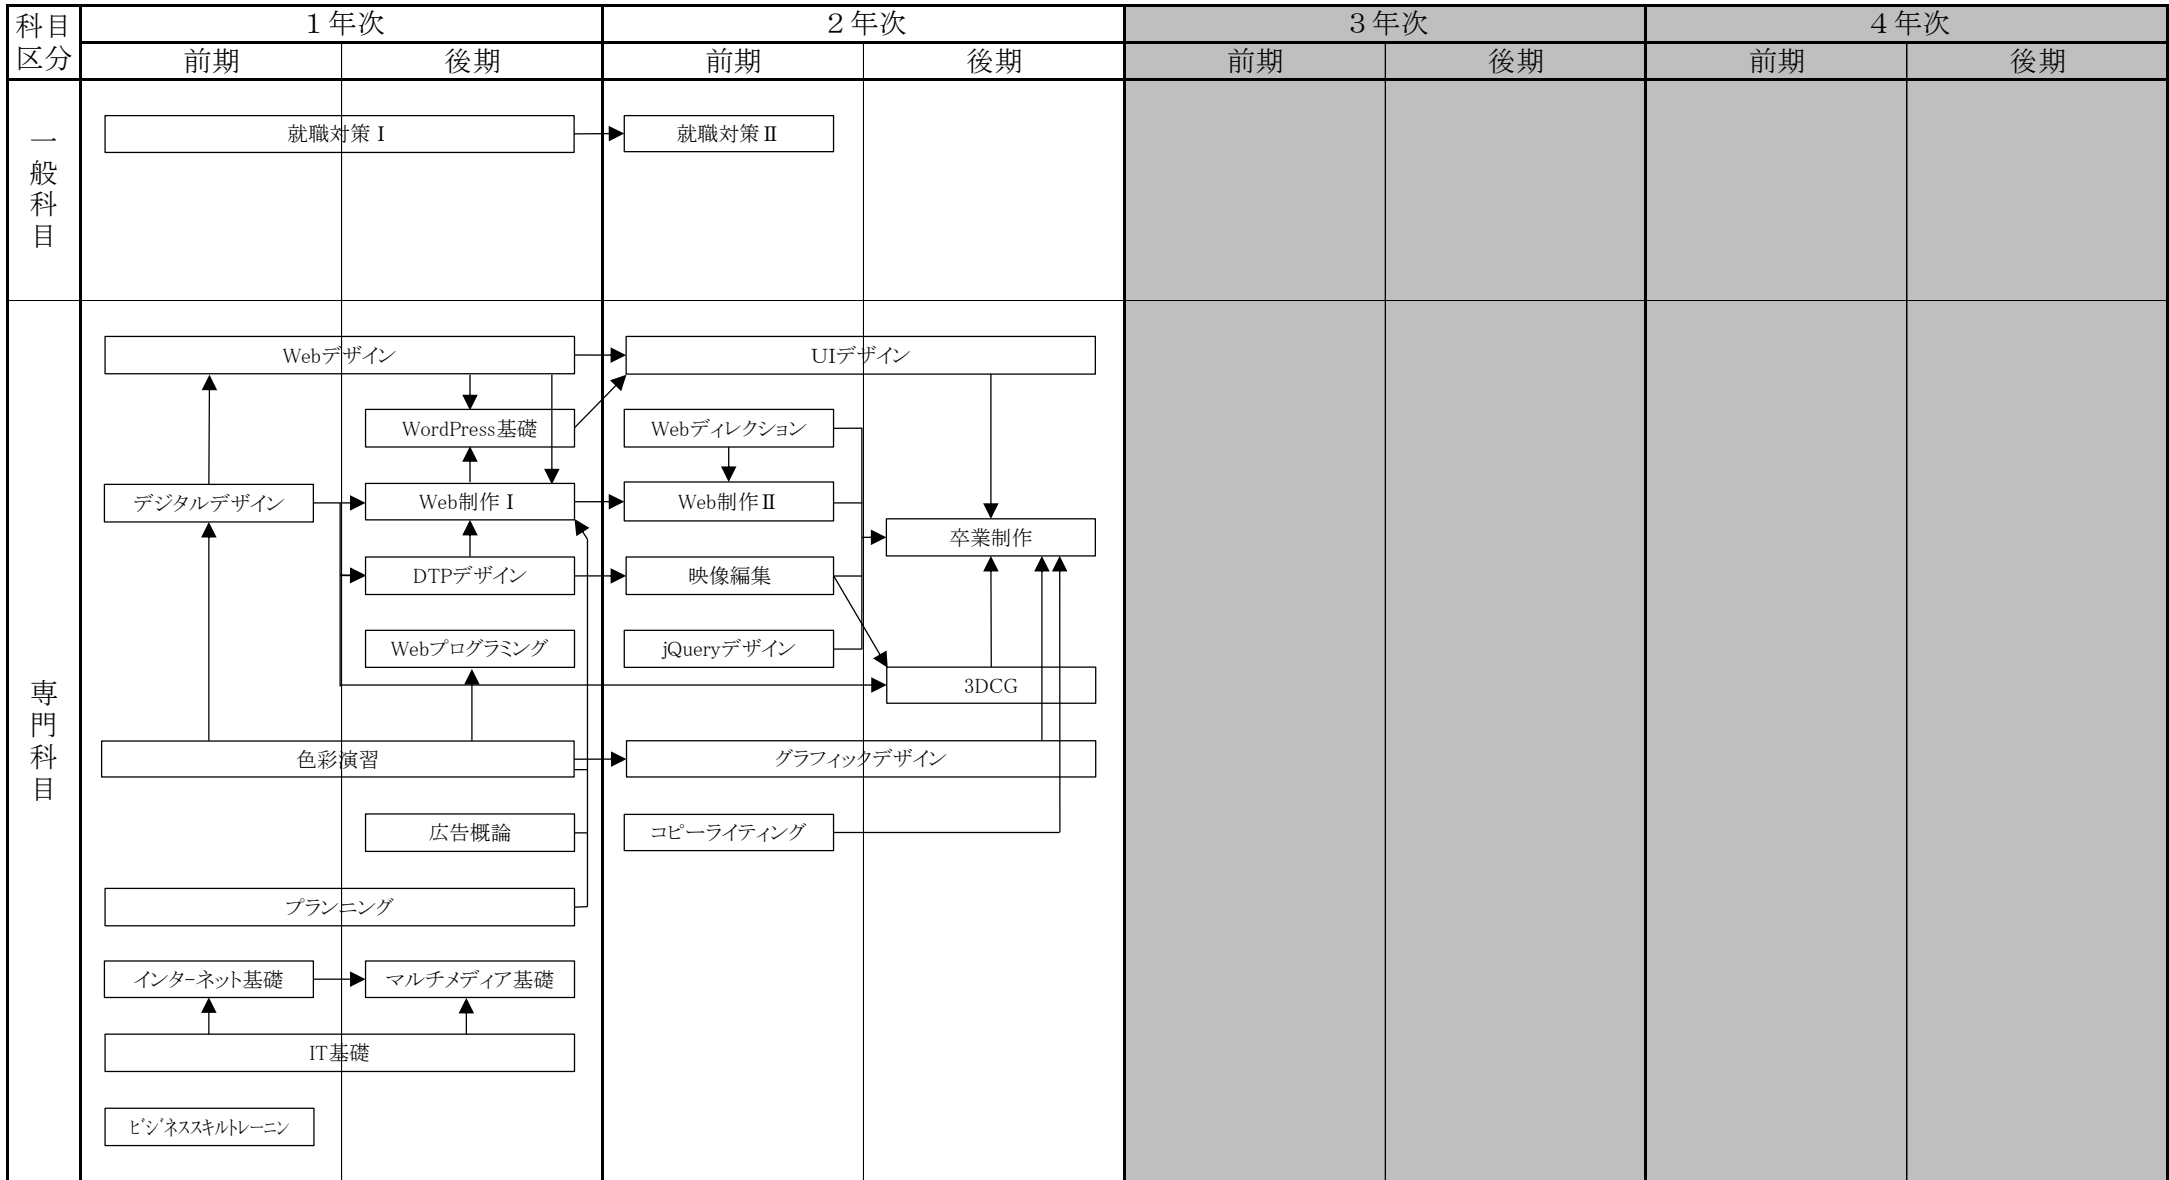 科目
区分
１年次
２年次
３年次
４年次
前期
後期
前期
後期
前期
後期
前期
後期
一般科目
就職対策Ⅰ
就職対策Ⅱ
専門科目
Webデザイン
UIデザイン
WordPress基礎
Webディレクション
デジタルデザイン
Web制作Ⅰ
Web制作Ⅱ
卒業制作
DTPデザイン
映像編集
Webプログラミング
jQueryデザイン
3DCG
色彩演習
グラフィックデザイン
広告概論
コピーライティング
プランニング
インターネット基礎
マルチメディア基礎
IT基礎
ビジネススキルトレーニン